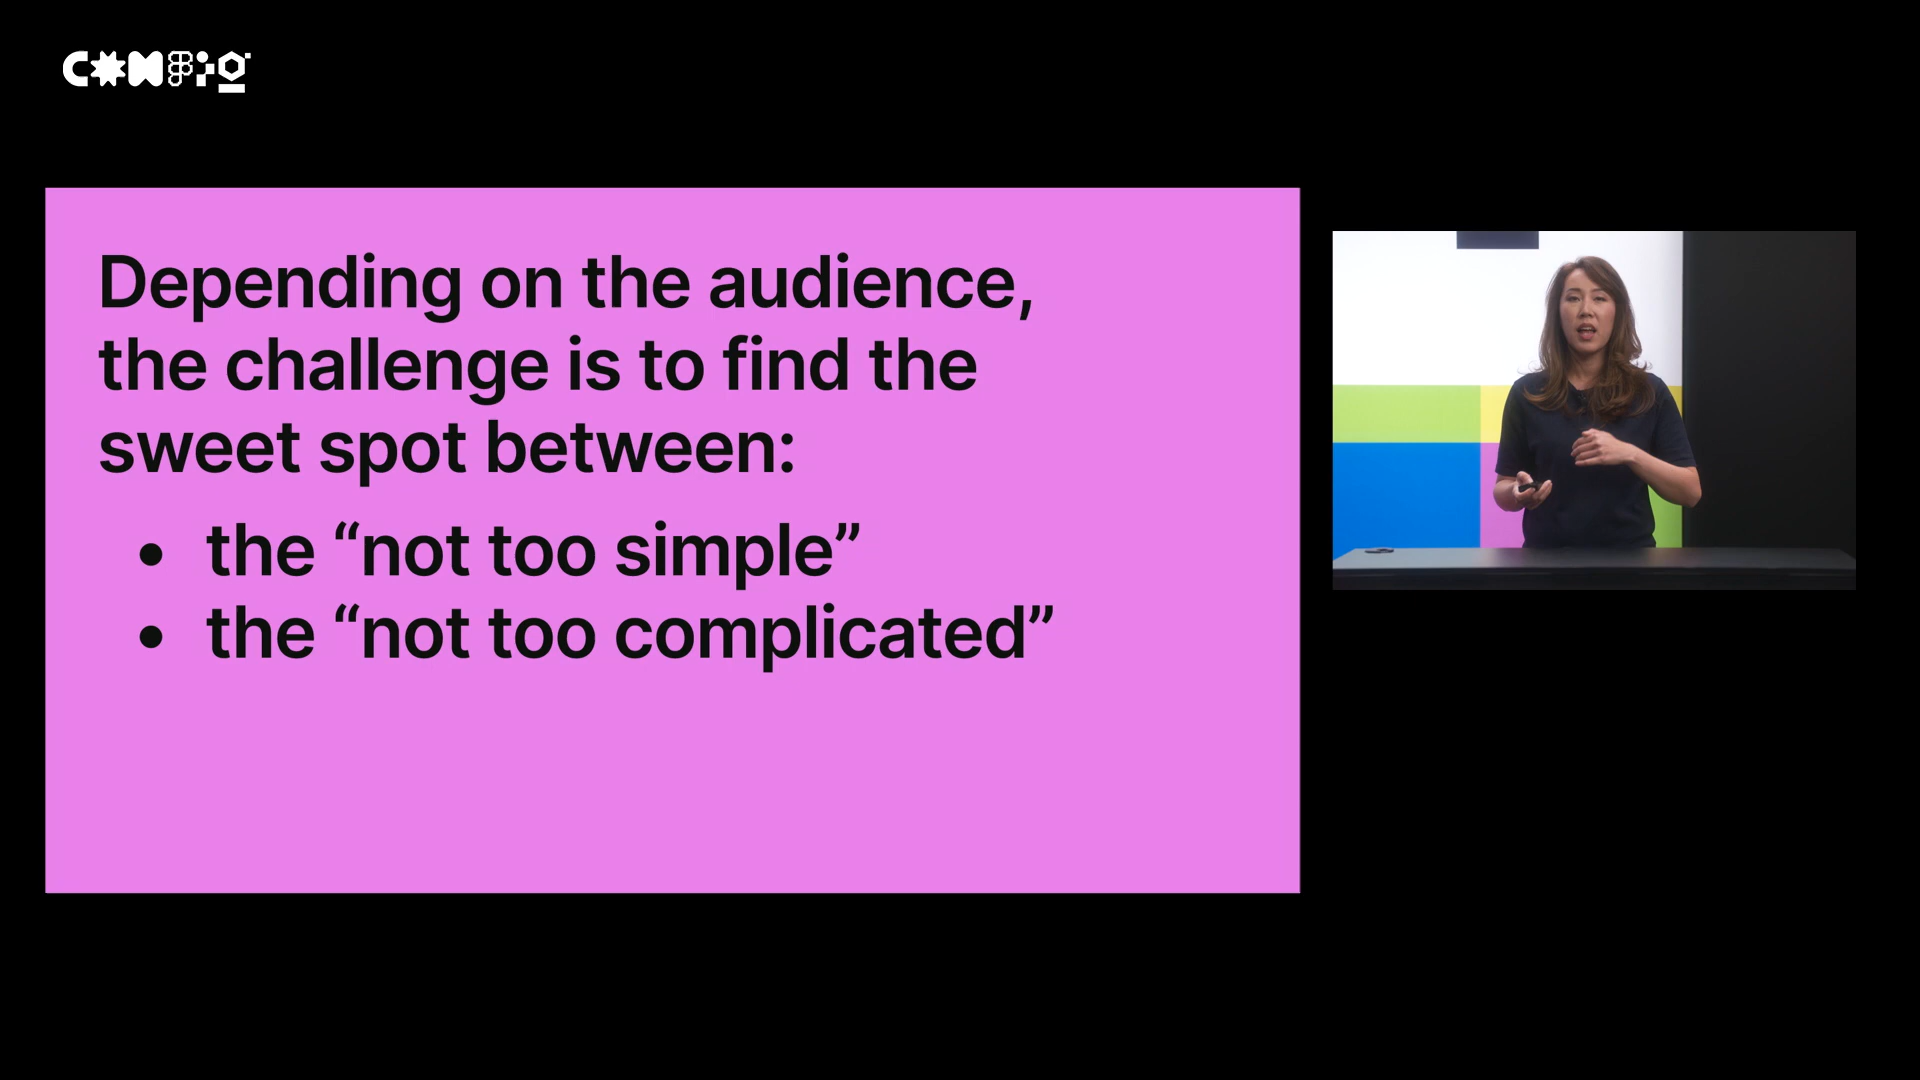 CONFIG
Depending on the audience,
the challenge is to find the
sweet spot between:
• the “not too simple”
• the “not too complicated”